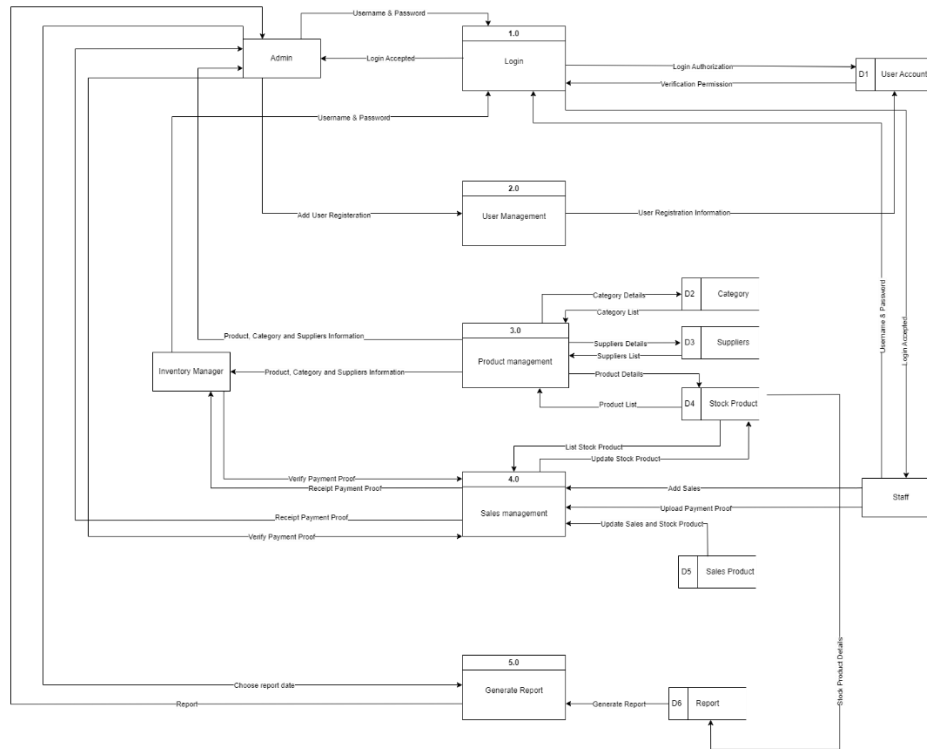 Username & Password
1.0
Admin
Login Accepted
Login
Login Authorization
D1
User Account
Verification Permission
Username & Password
2.0
Add User Registeration
User Management
User Registration Information
Category Details
D2
Category
Category List
Username & Password
Login Accepted
3.0
Product, Category and Suppliers Information
Suppliers Details
D3
Suppliers
Suppliers List
Inventory Manager
Product, Category and Suppliers Information
Product management
Product Details
Product List
D4
Stock Product
List Stock Product
Update Stock Product
Verify Payment Proof
4.0
Receipt Payment Proof
Add Sales
Staff
Sales management
Upload Payment Proof
Receipt Payment Proof
Update Sales and Stock Product
Verify Payment Proof
D5
Sales Product
Stock Product Details
5.0
Choose report date
Generate Report
Report
Generate Report
D6
Report